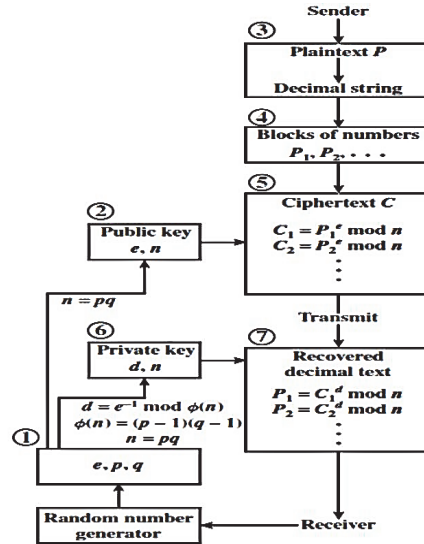 Sender
③
Plaintext P
Decimal string
④
Blocks of numbers
P₁, P₂, . . .
⑤
Ciphertext C
C₁ = P₁ᵉ mod n
C₂ = P₂ᵉ mod n
.
.
.
②
Public key
e, n
n = pq
Transmit
⑥
Private key
d, n
⑦
Recovered
decimal text
P₁ = C₁ᵈ mod n
P₂ = C₂ᵈ mod n
.
.
.
d = e⁻¹ mod ϕ(n)
ϕ(n) = (p − 1)(q − 1)
n = pq
①
e, p, q
Random number
generator
Receiver